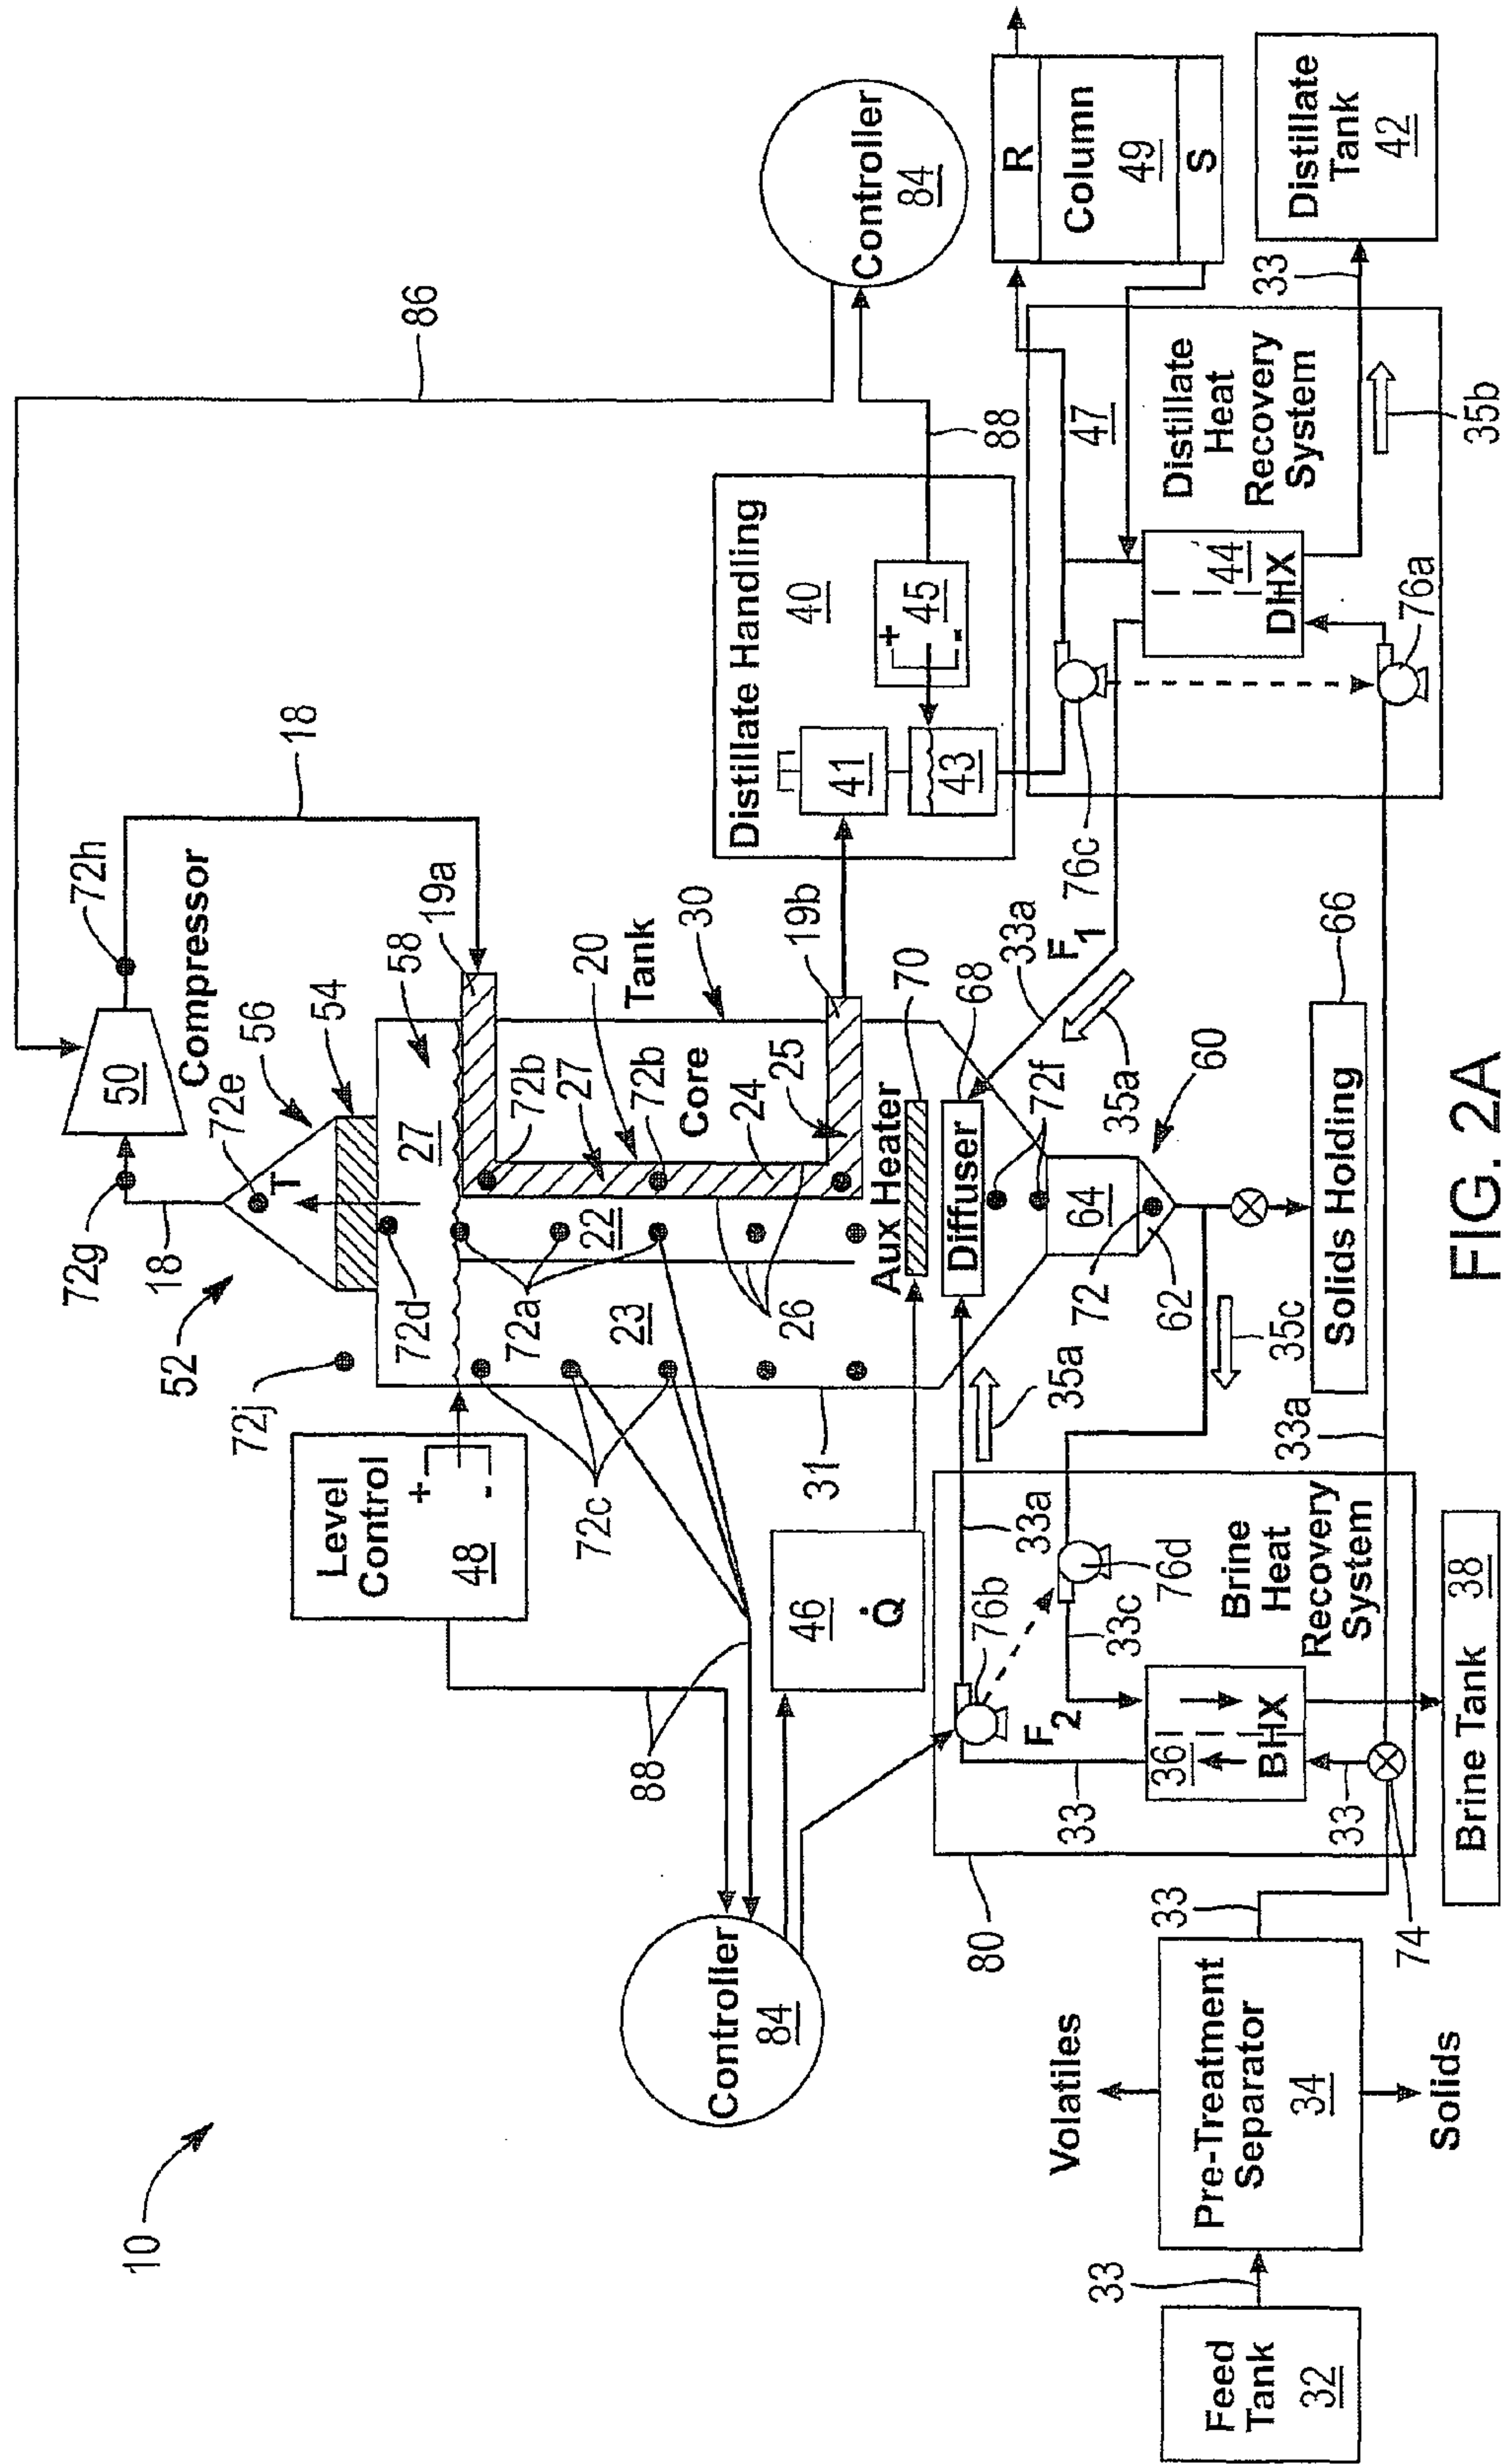 10
52
72g
18
72e
T
56
54
50
Compressor
72h
18
86
72j
72d
27
58
19a
Level
Control
+
-
48
72a
22
72b
27
20
72b
Core
24
25
26
23
72c
31
Tank
30
19b
Distillate Handling
40
41
43
+
-
45
88
Controller
84
88
Controller
84
46
Q̇
Aux Heater
70
Diffuser
68
72f
33a
F1
35a
35a
64
72
62
60
35c
Solids Holding
66
76c
47
R
Column
49
S
Distillate
Heat
Recovery
System
44
DHX
76a
33
35b
Distillate
Tank
42
80
33a
76b
F2
33
33c
76d
36
BHX
33
Brine
Heat
Recovery
System
33a
74
Brine Tank 38
Feed
Tank
32
33
Pre-Treatment
Separator
34
Volatiles
Solids
33
FIG. 2A